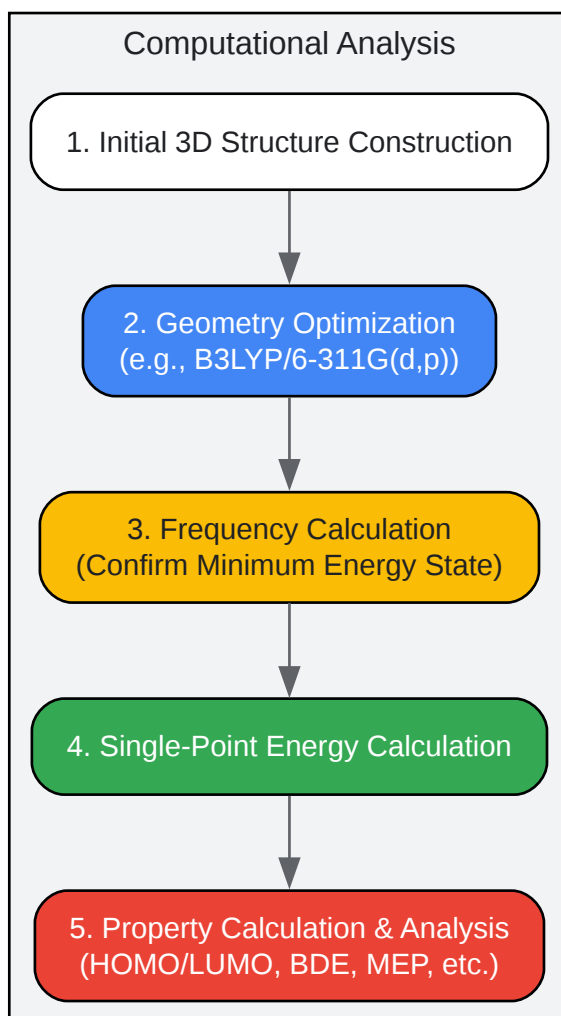 Computational Analysis
1. Initial 3D Structure Construction
2. Geometry Optimization
(e.g., B3LYP/6-311G(d,p))
3. Frequency Calculation
(Confirm Minimum Energy State)
4. Single-Point Energy Calculation
5. Property Calculation & Analysis
(HOMO/LUMO, BDE, MEP, etc.)